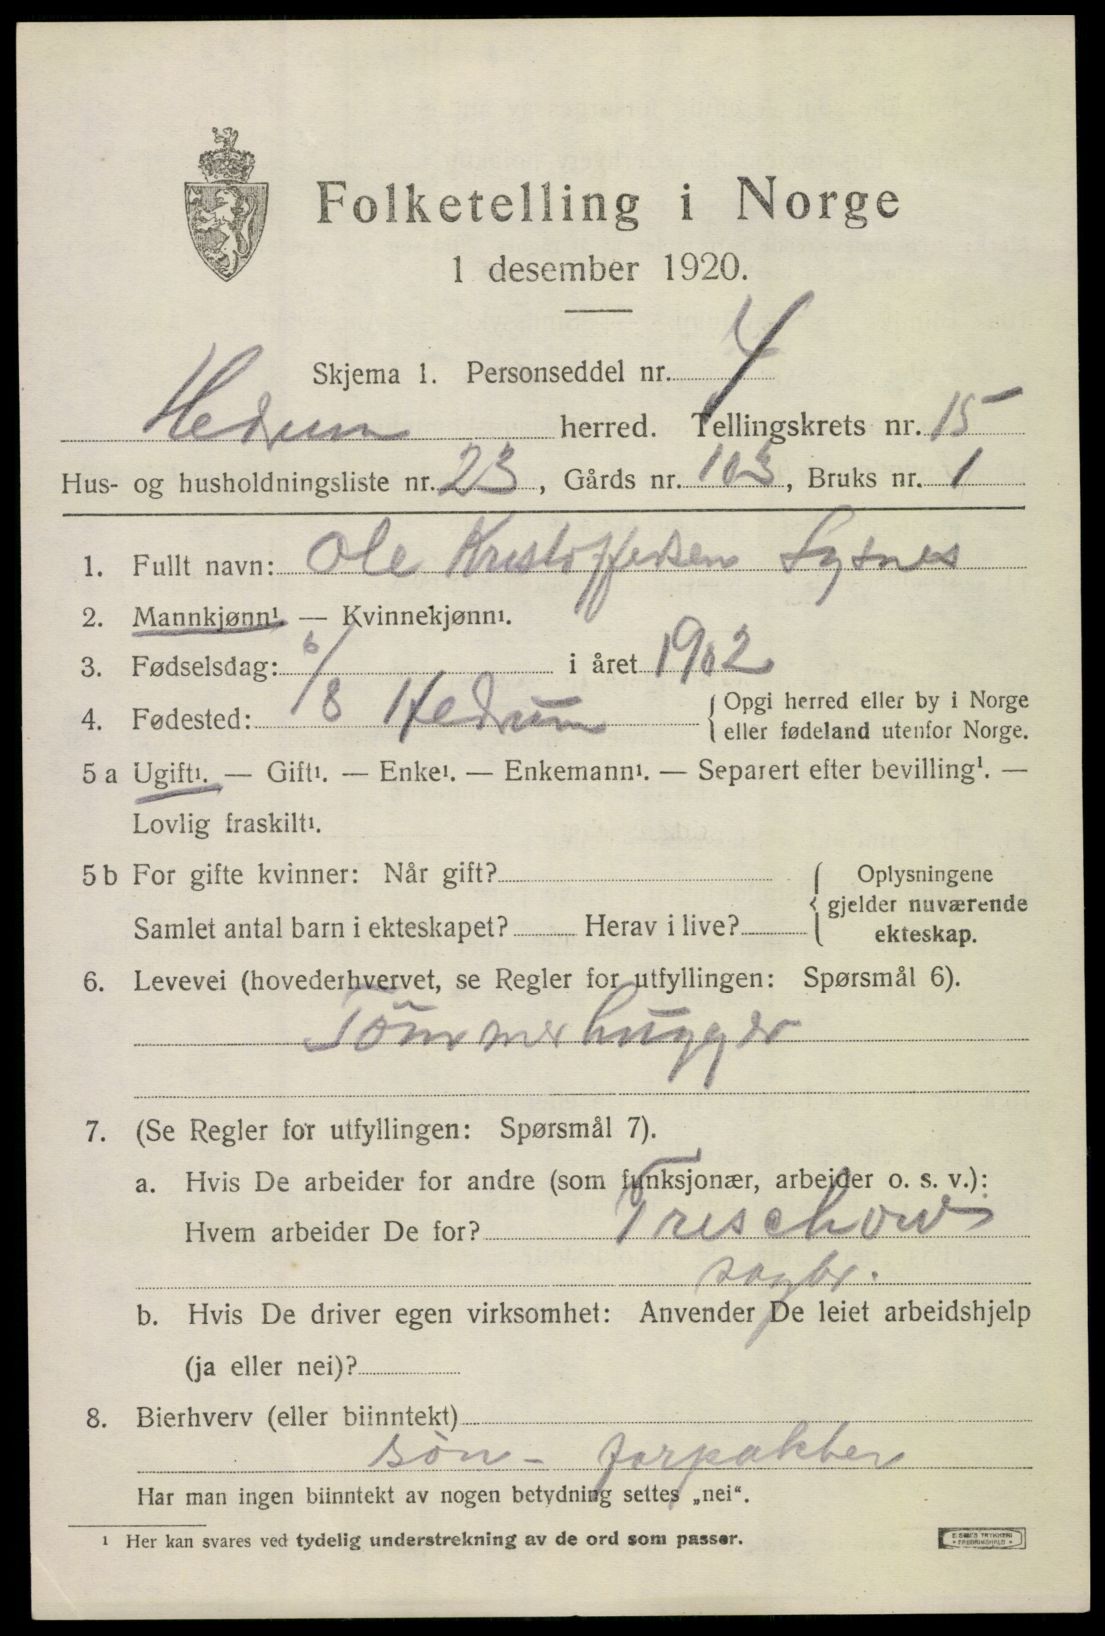 Folketelling i Norge
1 desember 1920.
Skjema 1. Personseddel nr. 4
Hedrum herred. Tellingskrets nr. 15
Hus- og husholdningsliste nr. 23, Gårds nr. 103, Bruks nr. 1
1. Fullt navn: Ole Kristoffersen
2. Mannkjønn¹. — Kvinnekjønn¹.
3. Fødselsdag: 6/8 i året 1902
4. Fødested: Hedrum { Opgi herred eller by i Norge
eller fødeland utenfor Norge.
5 a Ugift¹. — Gift¹. — Enke¹. — Enkemann¹. — Separert efter bevilling¹. —
Lovlig fraskilt¹.
5 b For gifte kvinner: Når gift? { Oplysningene
gjelder nuværende
Samlet antal barn i ekteskapet? Herav i live?
ekteskap.
6. Levevei (hovederhvervet, se Regler for utfyllingen: Spørsmål 6).
Tømmerhugger
7. (Se Regler for utfyllingen: Spørsmål 7).
a. Hvis De arbeider for andre (som funksjonær, arbeider o. s. v.):
Hvem arbeider De for? Treschow
sagbr.
b. Hvis De driver egen virksomhet: Anvender De leiet arbeidshjelp
(ja eller nei)?
8. Bierhverv (eller biinntekt)
søn - forpakter
Har man ingen biinntekt av nogen betydning settes „nei“.
¹ Her kan svares ved tydelig understrekning av de ord som passer.